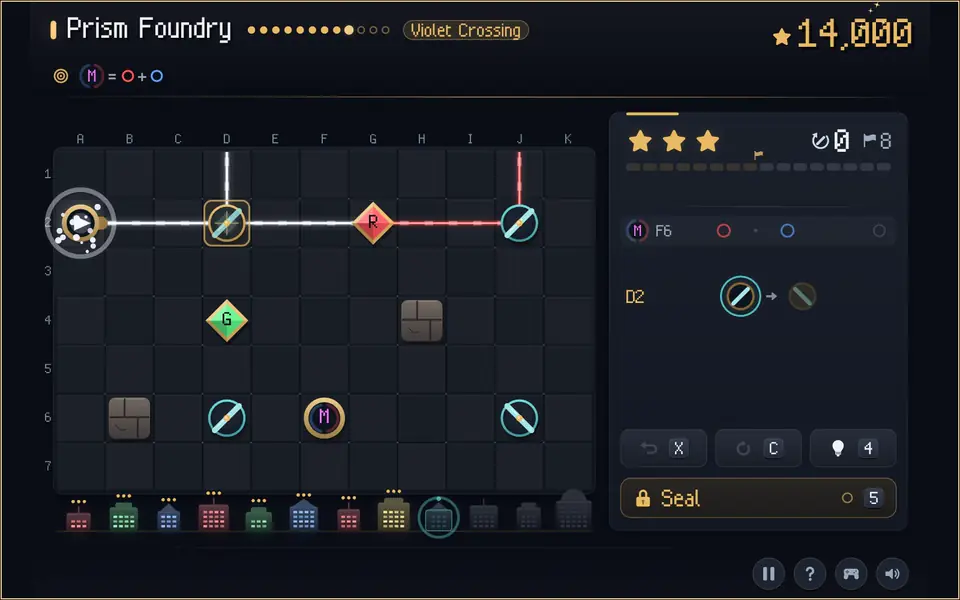 Prism Foundry
Violet Crossing
14,000
M = +
A B C D E F G H I J K
1
2
3
4
5
6
7
R
G
M
0 8
M F6
D2
X
C
4
Seal 5
?